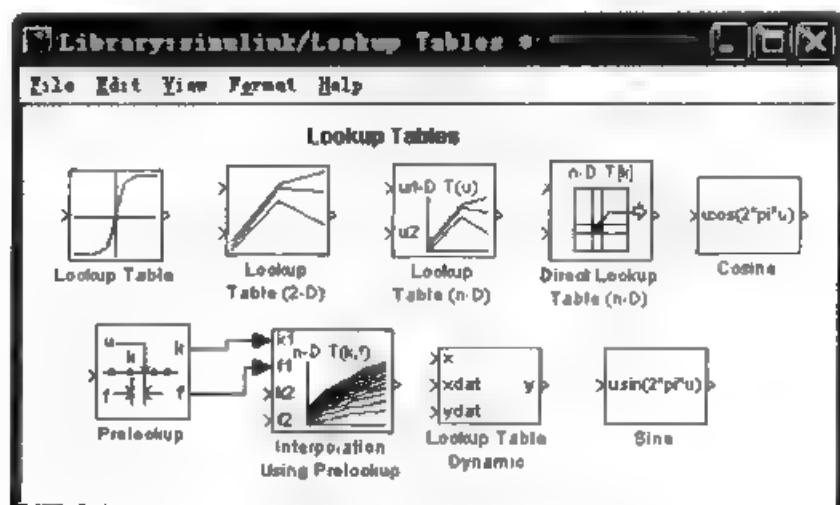 Library:simulink/Lookup Tables *
File Edit View Format Help
Lookup Tables
n-D T[k]
n-D T(u)
u2
cos(2*pi*u)
Lookup Table
Lookup
Table (2-D)
Lookup
Table (n-D)
Direct Lookup
Table (n-D)
Cosine
u
k
f
k
f
k1
f1
k2
f2
n-D T(k,f)
x
xdat
ydat
y
sin(2*pi*u)
Prelookup
Interpolation
Using Prelookup
Lookup Table
Dynamic
Sine